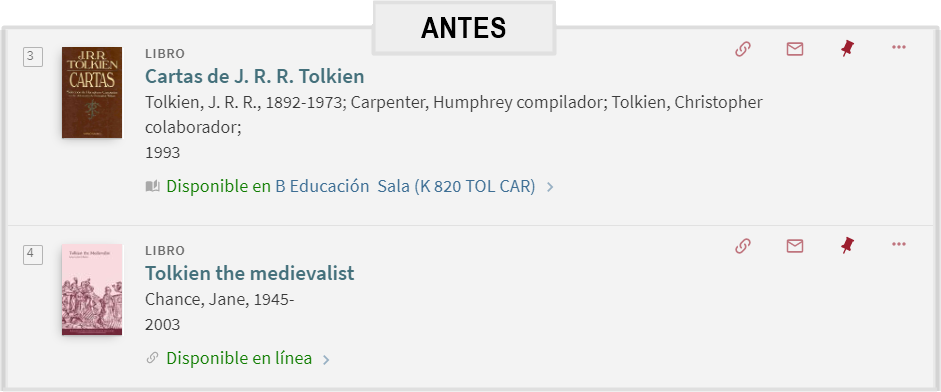 ANTES
3
J.R.R.
TOLKIEN
CARTAS
LIBRO
Cartas de J. R. R. Tolkien
Tolkien, J. R. R., 1892-1973; Carpenter, Humphrey compilador; Tolkien, Christopher
colaborador;
1993
Disponible en B Educación Sala (K 820 TOL CAR)
4
Tolkien the Medievalist
LIBRO
Tolkien the medievalist
Chance, Jane, 1945-
2003
Disponible en línea